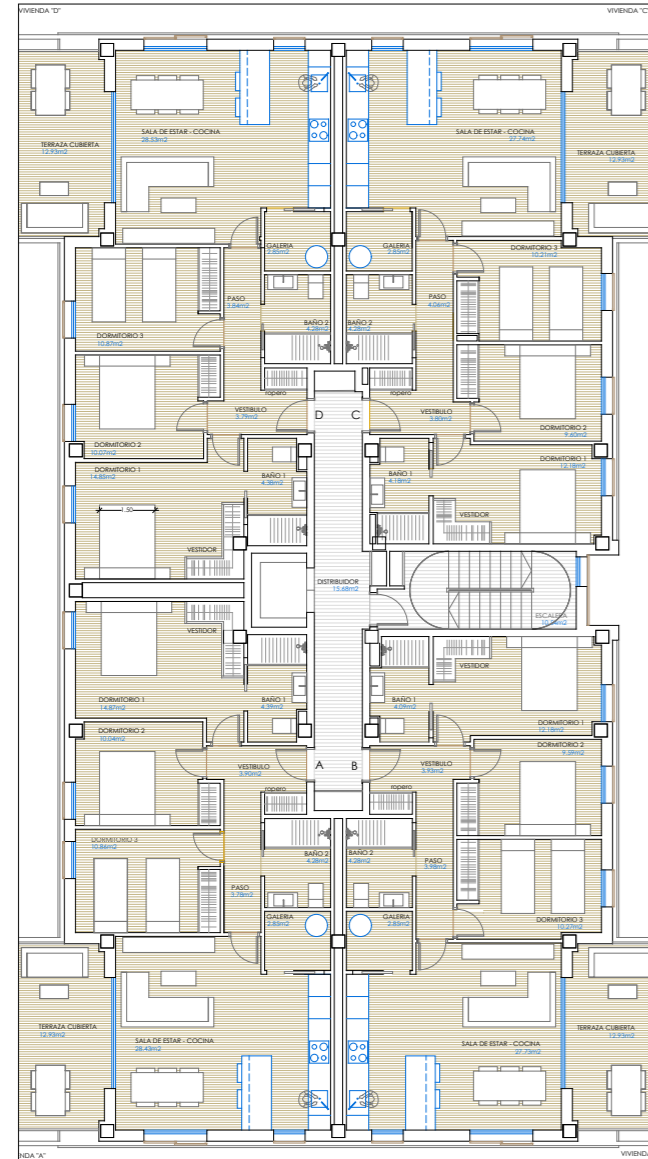 VIVIENDA "D"
VIVIENDA "C"
SALA DE ESTAR - COCINA
28.53m2
SALA DE ESTAR - COCINA
27.74m2
TERRAZA CUBIERTA
12.93m2
TERRAZA CUBIERTA
12.93m2
GALERIA
2.85m2
GALERIA
2.85m2
DORMITORIO 3
10.21m2
PASO
3.84m2
PASO
4.06m2
BAÑO 2
4.28m2
BAÑO 2
4.28m2
DORMITORIO 3
10.87m2
ropero
ropero
VESTIBULO
3.79m2
D
C
VESTIBULO
3.80m2
DORMITORIO 2
9.60m2
DORMITORIO 2
10.07m2
DORMITORIO 1
14.85m2
BAÑO 1
4.38m2
BAÑO 1
4.18m2
DORMITORIO 1
12.18m2
1.50
VESTIDOR
VESTIDOR
DISTRIBUIDOR
15.68m2
ESCALERA
VESTIDOR
VESTIDOR
DORMITORIO 1
14.87m2
BAÑO 1
4.39m2
BAÑO 1
4.09m2
DORMITORIO 1
12.18m2
DORMITORIO 2
10.04m2
DORMITORIO 2
9.59m2
VESTIBULO
3.90m2
A
B
VESTIBULO
3.93m2
ropero
ropero
DORMITORIO 3
10.86m2
BAÑO 2
4.28m2
BAÑO 2
4.28m2
PASO
3.98m2
PASO
3.78m2
GALERIA
2.85m2
GALERIA
2.85m2
DORMITORIO 3
10.27m2
TERRAZA CUBIERTA
12.93m2
SALA DE ESTAR - COCINA
28.43m2
SALA DE ESTAR - COCINA
27.73m2
TERRAZA CUBIERTA
12.93m2
NDA "A"
VIVIENDA